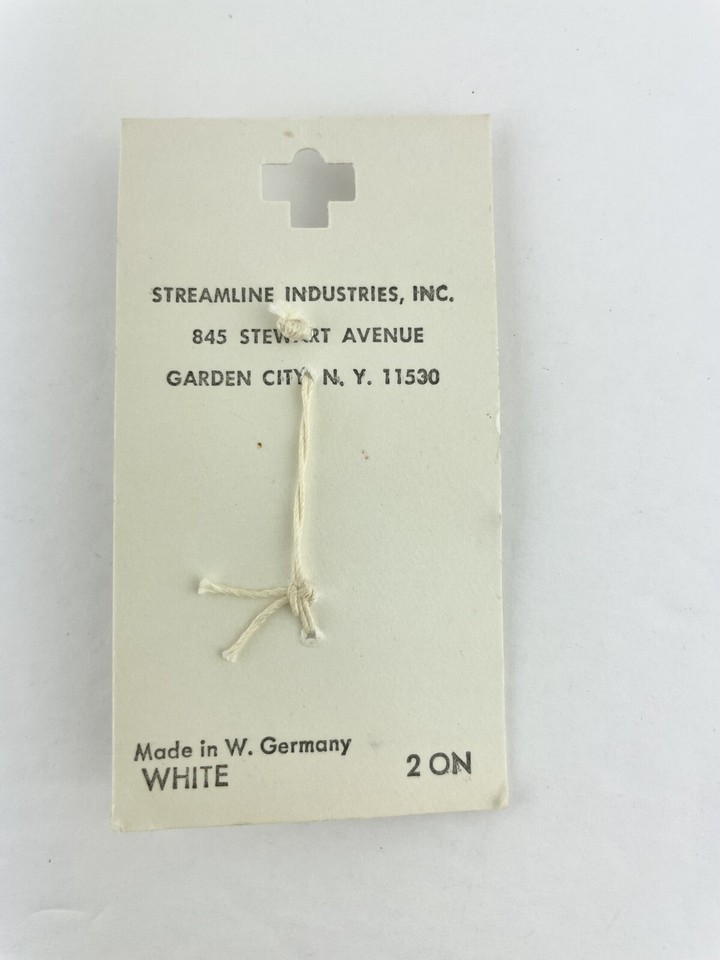 STREAMLINE INDUSTRIES, INC.
845 STEWART AVENUE
GARDEN CITY, N. Y. 11530
Made in W. Germany
WHITE 2 ON